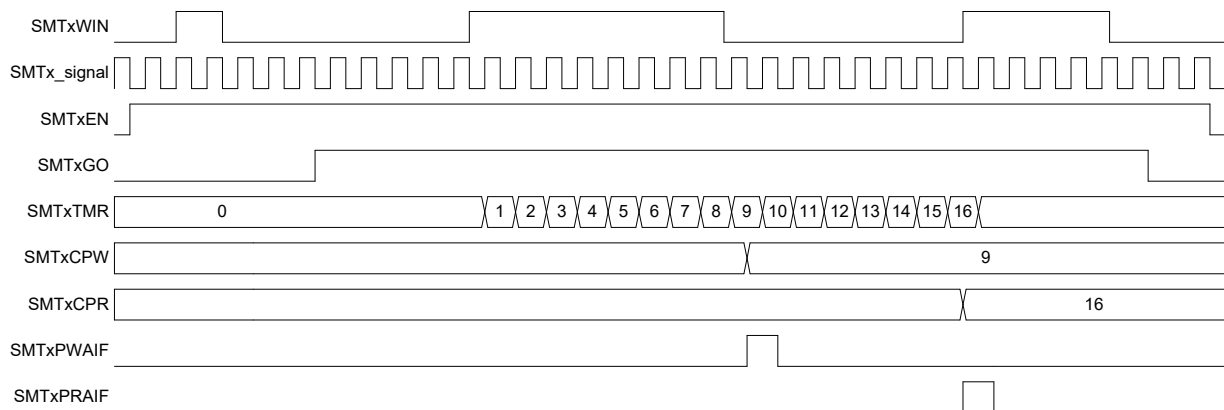 SMTxWIN
SMTx_signal
SMTxEN
SMTxGO
SMTxTMR 0 1 2 3 4 5 6 7 8 9 10 11 12 13 14 15 16
SMTxCPW 9
SMTxCPR 16
SMTxPWAIF
SMTxPRAIF